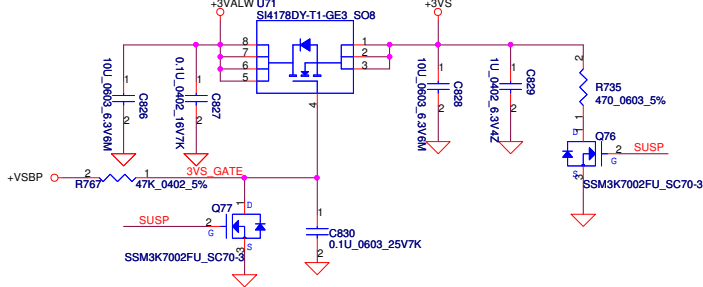 +3VALW U71
SI4178DY-T1-GE3_SO8
+3VS
8
7
6
5
1
2
3
4
1
2
10U_0603_6.3V6M
C826
1
2
0.1U_0402_16V7K
C827
1
2
10U_0603_6.3V6M
C828
1
2
1U_0402_6.3V4Z
C829
2
1
R735
470_0603_5%
1
D
Q76
2
G
SUSP
S
3
SSM3K7002FU_SC70-3
+VSBP
2
1
R767
47K_0402_5%
3VS_GATE
SUSP
2
G
Q77
1
D
S
3
SSM3K7002FU_SC70-3
1
2
C830
0.1U_0603_25V7K